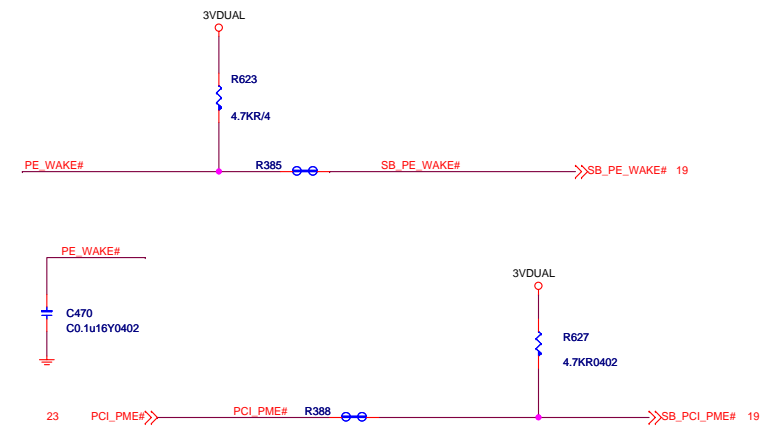 3VDUAL
R623
4.7KR/4
PE_WAKE#
R385
SB_PE_WAKE#
SB_PE_WAKE# 19
PE_WAKE#
3VDUAL
C470
C0.1u16Y0402
R627
4.7KR0402
23 PCI_PME#
PCI_PME#
R388
SB_PCI_PME# 19